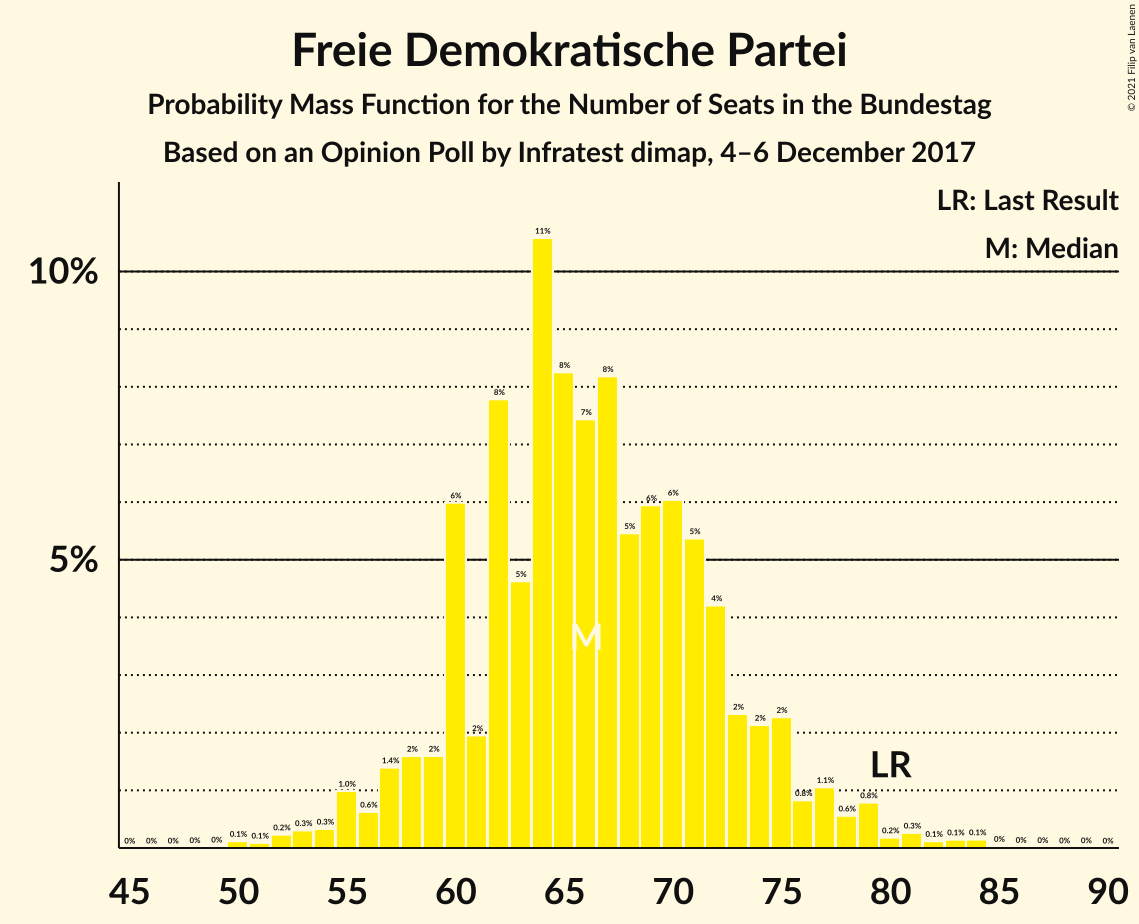 Freie Demokratische Partei
Probability Mass Function for the Number of Seats in the Bundestag
Based on an Opinion Poll by Infratest dimap, 4–6 December 2017
© 2021 Filip van Laenen
LR: Last Result
M: Median
10%
5%
0% 0% 0% 0% 0% 0.1% 0.1% 0.2% 0.3% 0.3% 1.0% 0.6% 1.4% 2% 2% 6% 2% 8% 5% 11% 8% 7% 8% 5% 6% 6% 5% 4% 2% 2% 2% 0.8% 1.1% 0.6% 0.8% 0.2% 0.3% 0.1% 0.1% 0.1% 0% 0% 0% 0% 0% 0%
M
LR
45 50 55 60 65 70 75 80 85 90